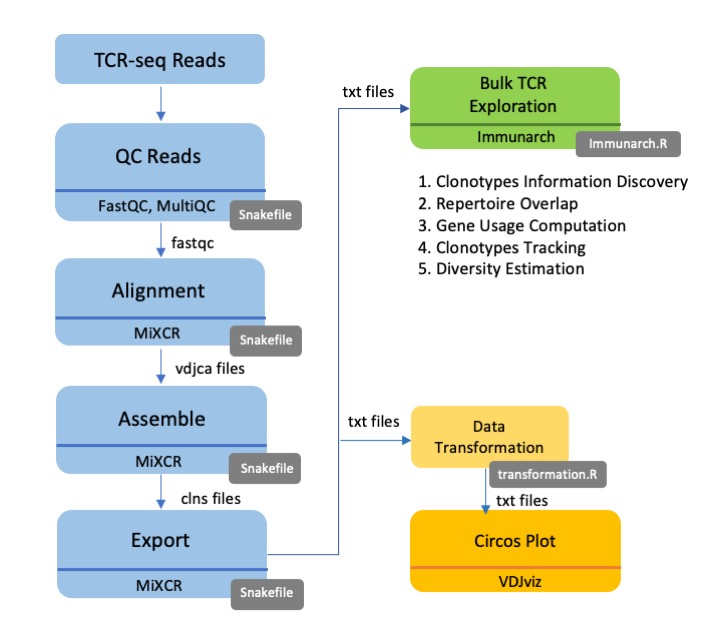 TCR-seq Reads
QC Reads
FastQC, MultiQC
Snakefile
fastqc
Alignment
MiXCR
Snakefile
vdjca files
Assemble
MiXCR
Snakefile
clns files
Export
MiXCR
Snakefile
txt files
Bulk TCR
Exploration
Immunarch
Immunarch.R
1. Clonotypes Information Discovery
2. Repertoire Overlap
3. Gene Usage Computation
4. Clonotypes Tracking
5. Diversity Estimation
txt files
Data
Transformation
transformation.R
txt files
Circos Plot
VDJviz